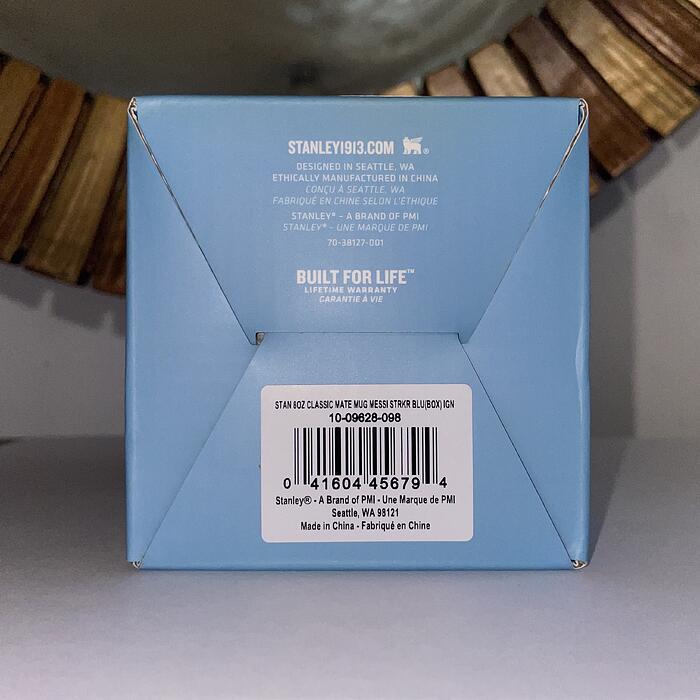 STANLEY1913.COM ®
DESIGNED IN SEATTLE, WA
ETHICALLY MANUFACTURED IN CHINA
CONÇU À SEATTLE, WA
FABRIQUÉ EN CHINE SELON L'ÉTHIQUE
STANLEY® - A BRAND OF PMI
STANLEY® - UNE MARQUE DE PMI
70-38127-001
BUILT FOR LIFE™
LIFETIME WARRANTY
GARANTIE À VIE
STAN 8OZ CLASSIC MATE MUG MESSI STRKR BLU(BOX) IGN
10-09628-098
0 41604 45679 4
Stanley® - A Brand of PMI - Une Marque de PMI
Seattle, WA 98121
Made in China - Fabriqué en Chine